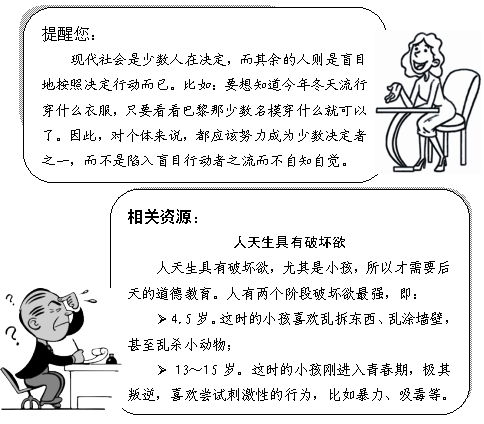 提醒您：
现代社会是少数人在决定，而其余的人则是盲目
地按照决定行动而已。比如：要想知道今年冬天流行
穿什么衣服，只要看看巴黎那少数名模穿什么就可以
了。因此，对个体来说，都应该努力成为少数决定者
之一，而不是陷入盲目行动者之流而不自知自觉。
相关资源：
人天生具有破坏欲
人天生具有破坏欲，尤其是小孩，所以才需要后
天的道德教育。人有两个阶段破坏欲最强，即：
➢ 4.5 岁。这时的小孩喜欢乱拆东西、乱涂墙壁，
甚至乱杀小动物；
➢ 13～15 岁。这时的小孩刚进入青春期，极其
叛逆，喜欢尝试刺激性的行为，比如暴力、吸毒等。
? ? ?